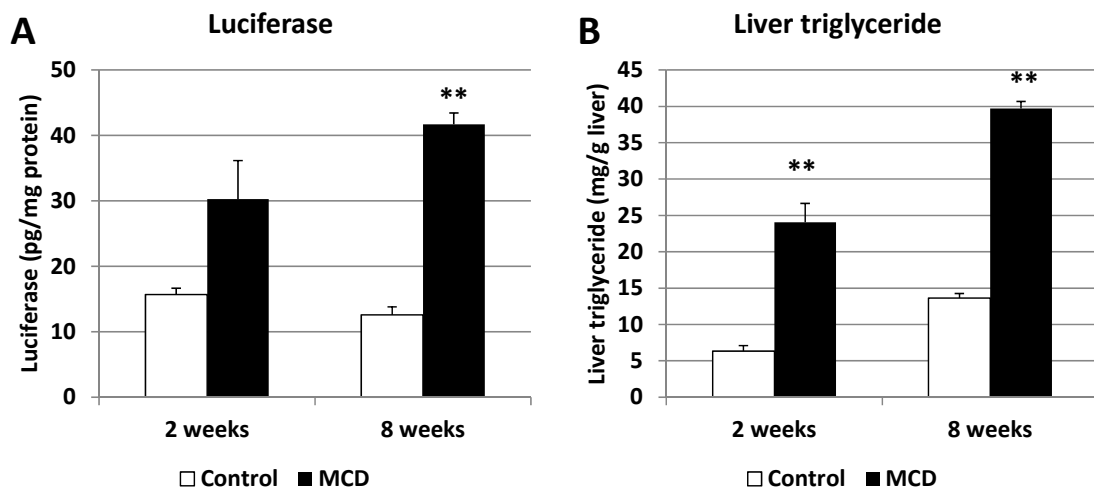 A
Luciferase
Luciferase (pg/mg protein)
50
40
30
20
10
0
**
2 weeks
8 weeks
Control
MCD
B
Liver triglyceride
Liver triglyceride (mg/g liver)
45
40
35
30
25
20
15
10
5
0
**
**
2 weeks
8 weeks
Control
MCD